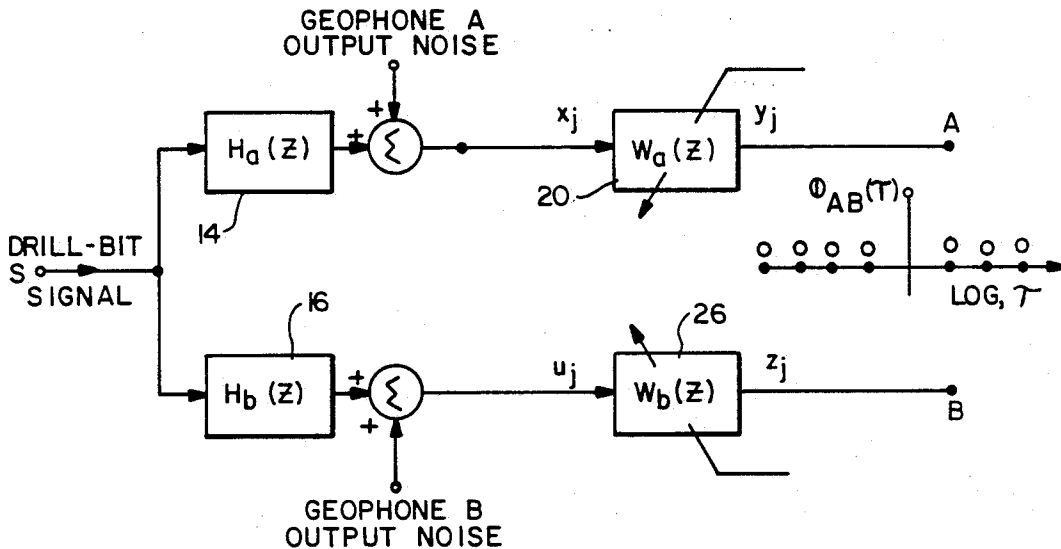 GEOPHONE A
OUTPUT NOISE
+
+
Σ
H_a(Z)
14
x_j
W_a(Z)
20
y_j
A
Φ_AB(τ)
O O O O O O O
LOG, τ
DRILL-BIT
S
SIGNAL
16
H_b(Z)
+
+
Σ
u_j
26
W_b(Z)
z_j
B
GEOPHONE B
OUTPUT NOISE